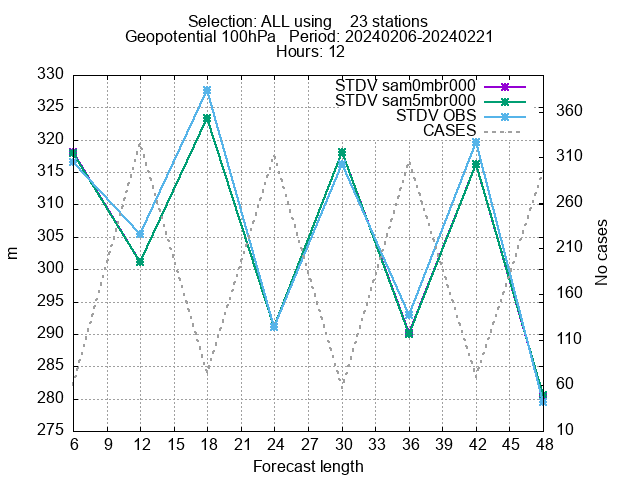 Selection: ALL using    23 stations
Geopotential 100hPa   Period: 20240206-20240221
Hours: 12
STDV sam0mbr000
STDV sam5mbr000
STDV OBS
CASES
330
325
320
315
310
305
300
295
290
285
280
275
m
360
310
260
210
160
110
60
10
No cases
6 9 12 15 18 21 24 27 30 33 36 39 42 45 48
Forecast length